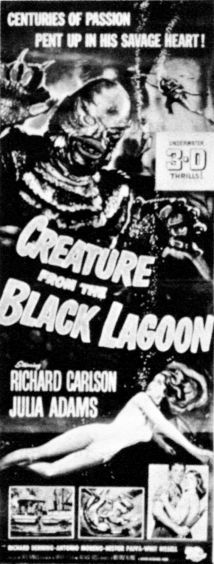 CENTURIES OF PASSION
PENT UP IN HIS SAVAGE HEART!
UNDERWATER
3-D
THRILLS!
CREATURE
FROM THE
BLACK LAGOON
Starring
RICHARD CARLSON
JULIA ADAMS
RICHARD DENNING · ANTONIO MORENO · NESTOR PAIVA · WHIT BISSELL